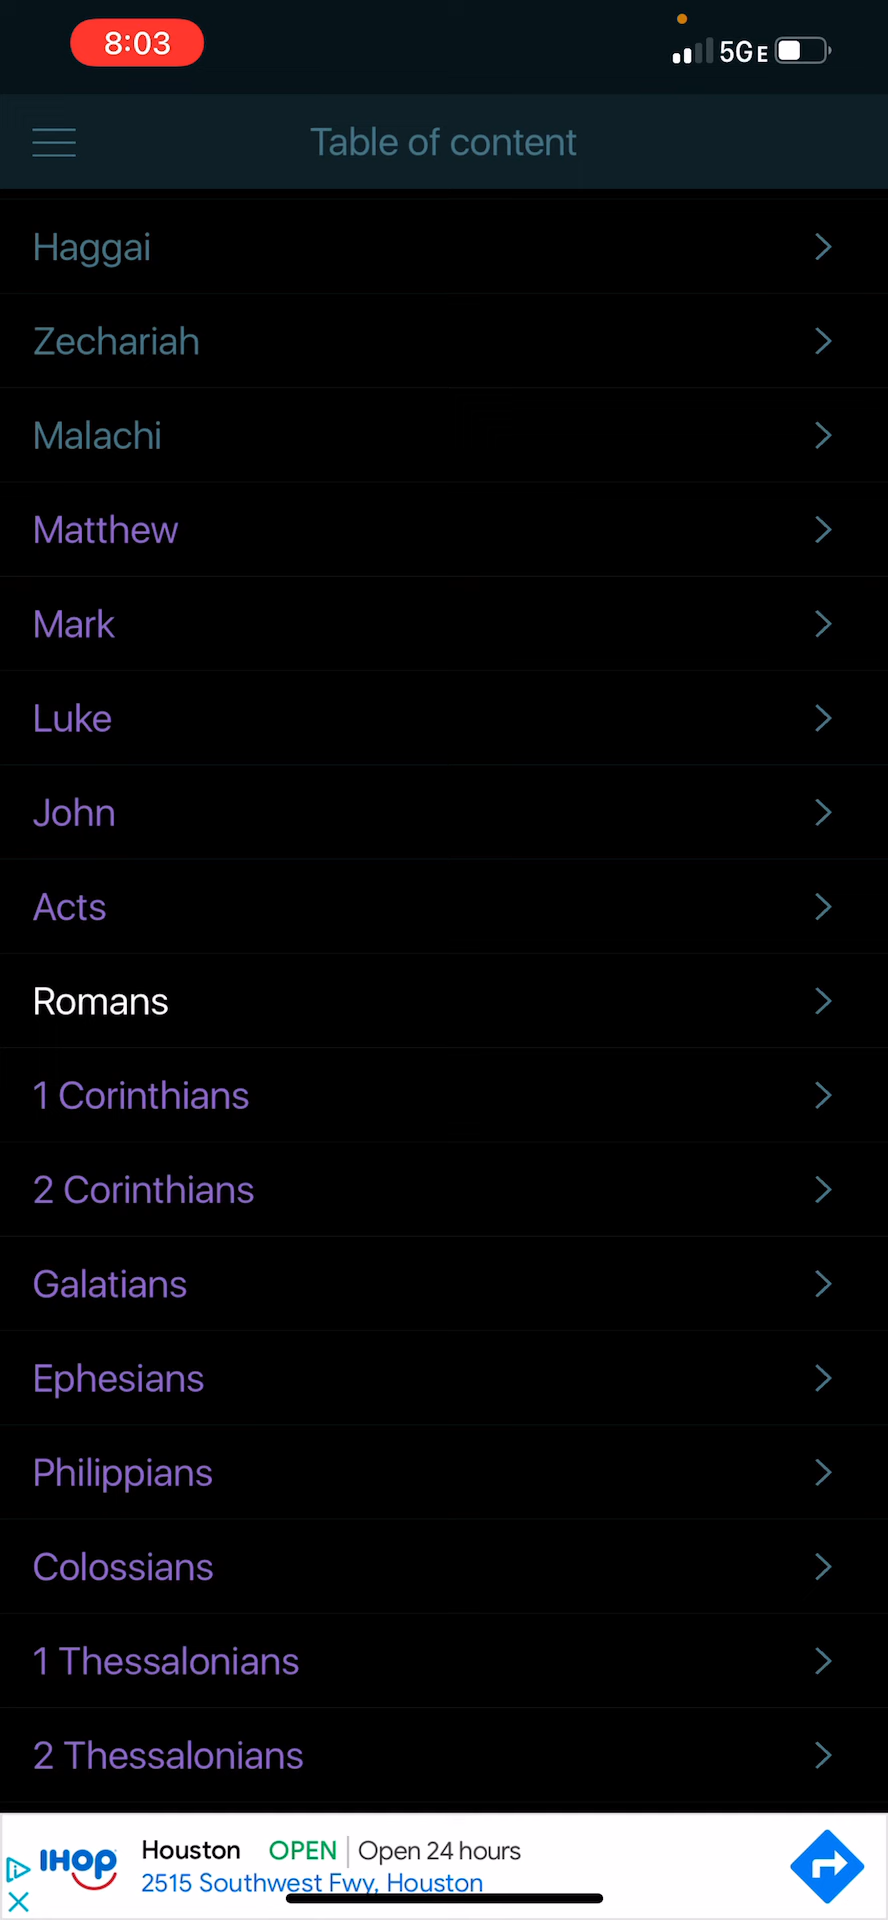 8:03
5GE
Table of content
Haggai
Zechariah
Malachi
Matthew
Mark
Luke
John
Acts
Romans
1 Corinthians
2 Corinthians
Galatians
Ephesians
Philippians
Colossians
1 Thessalonians
2 Thessalonians
IHOP
Houston OPEN Open 24 hours
2515 Southwest Fwy, Houston